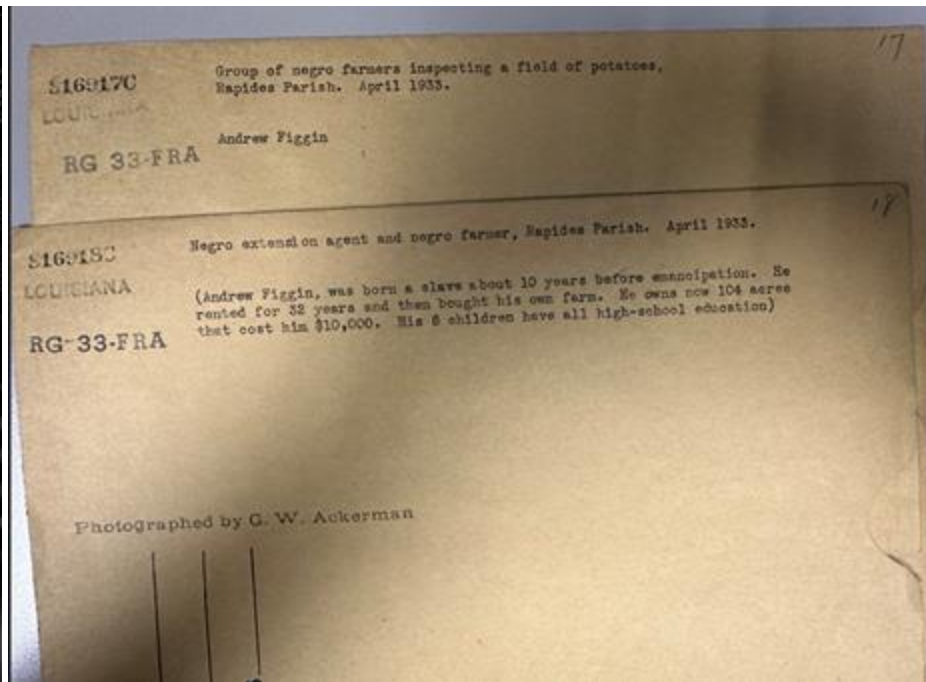 17
S16917C
Group of negro farmers inspecting a field of potatoes,
Rapides Parish. April 1933.
Andrew Figgin
RG 33-FRA
18
S16918C
Negro extension agent and negro farmer, Rapides Parish. April 1933.
LOUISIANA
(Andrew Figgin, was born a slave about 10 years before emancipation. He
rented for 32 years and then bought his own farm. He owns now 104 acres
that cost him $10,000. His 6 children have all high-school education)
RG-33-FRA
Photographed by G. W. Ackerman